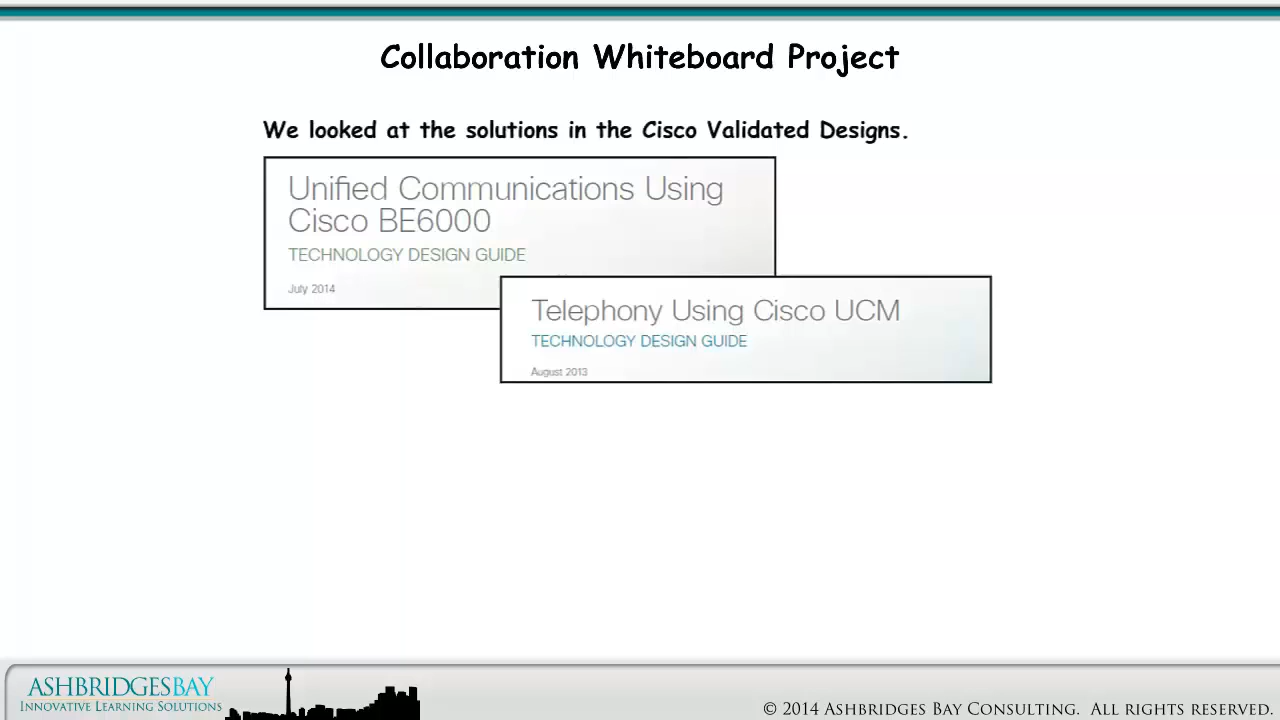 Collaboration Whiteboard Project
We looked at the solutions in the Cisco Validated Designs.
Unified Communications Using
Cisco BE6000
TECHNOLOGY DESIGN GUIDE
July 2014
Telephony Using Cisco UCM
TECHNOLOGY DESIGN GUIDE
August 2013
ASHBRIDGESBAY
INNOVATIVE LEARNING SOLUTIONS
© 2014 ASHBRIDGES BAY CONSULTING. ALL RIGHTS RESERVED.